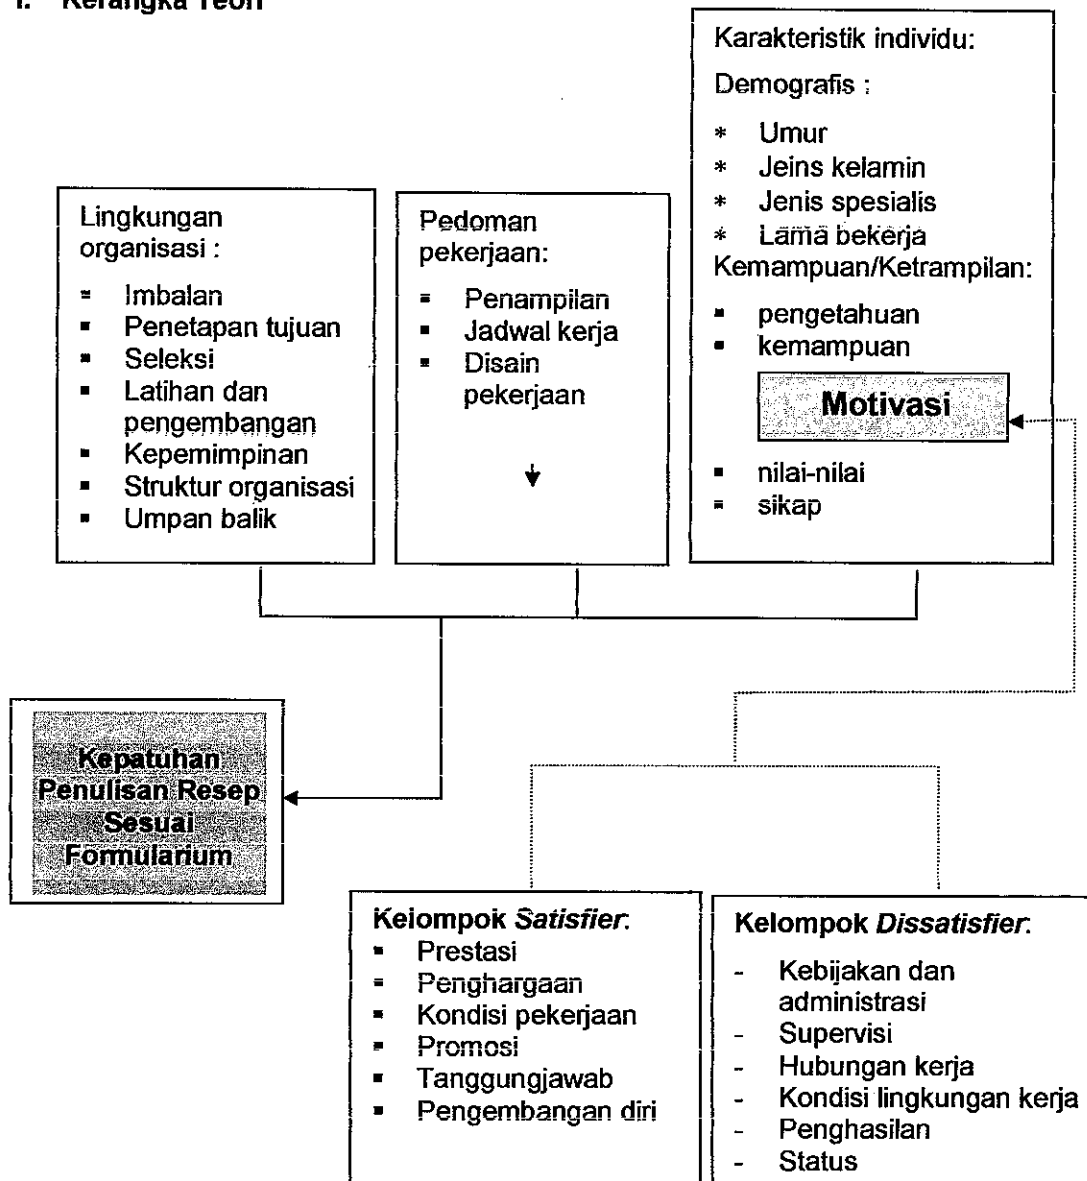 Kerangka Teori
Karakteristik individu:
Demografis :
* Umur
* Jeins kelamin
* Jenis spesialis
* Lama bekerja
Kemampuan/Ketrampilan:
▪ pengetahuan
▪ kemampuan
Motivasi
▪ nilai-nilai
▪ sikap
Lingkungan
organisasi :
▪ Imbalan
▪ Penetapan tujuan
▪ Seleksi
▪ Latihan dan
pengembangan
▪ Kepemimpinan
▪ Struktur organisasi
▪ Umpan balik
Pedoman
pekerjaan:
▪ Penampilan
▪ Jadwal kerja
▪ Disain
pekerjaan
Kepatuhan
Penulisan Resep
Sesuai
Formularium
Kelompok Satisfier:
▪ Prestasi
▪ Penghargaan
▪ Kondisi pekerjaan
▪ Promosi
▪ Tanggungjawab
▪ Pengembangan diri
Kelompok Dissatisfier:
- Kebijakan dan
administrasi
- Supervisi
- Hubungan kerja
- Kondisi lingkungan kerja
- Penghasilan
- Status